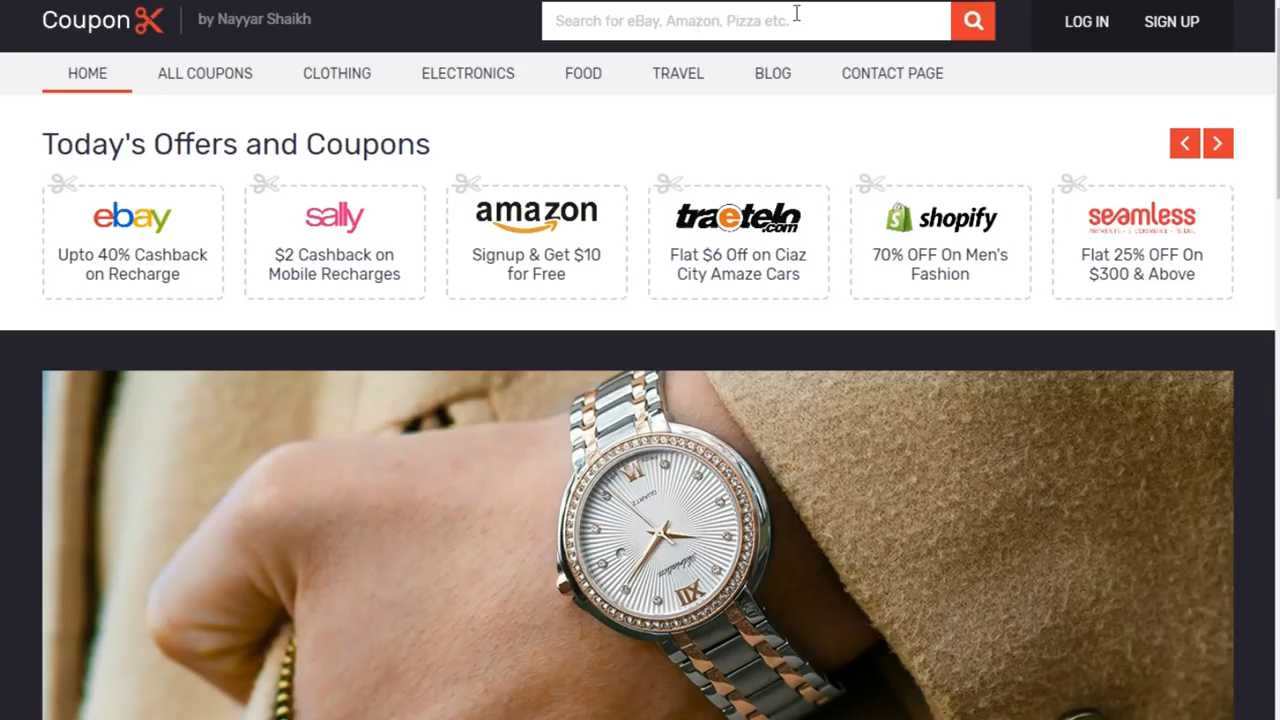 Coupon
by Nayyar Shaikh
Search for eBay, Amazon, Pizza etc.
LOG IN
SIGN UP
HOME
ALL COUPONS
CLOTHING
ELECTRONICS
FOOD
TRAVEL
BLOG
CONTACT PAGE
Today's Offers and Coupons
ebay
Upto 40% Cashback
on Recharge
sally
$2 Cashback on
Mobile Recharges
amazon
Signup & Get $10
for Free
traetelo
.com
Flat $6 Off on Ciaz
City Amaze Cars
shopify
70% OFF On Men's
Fashion
seamless
Flat 25% OFF On
$300 & Above
QUARTZ
XII